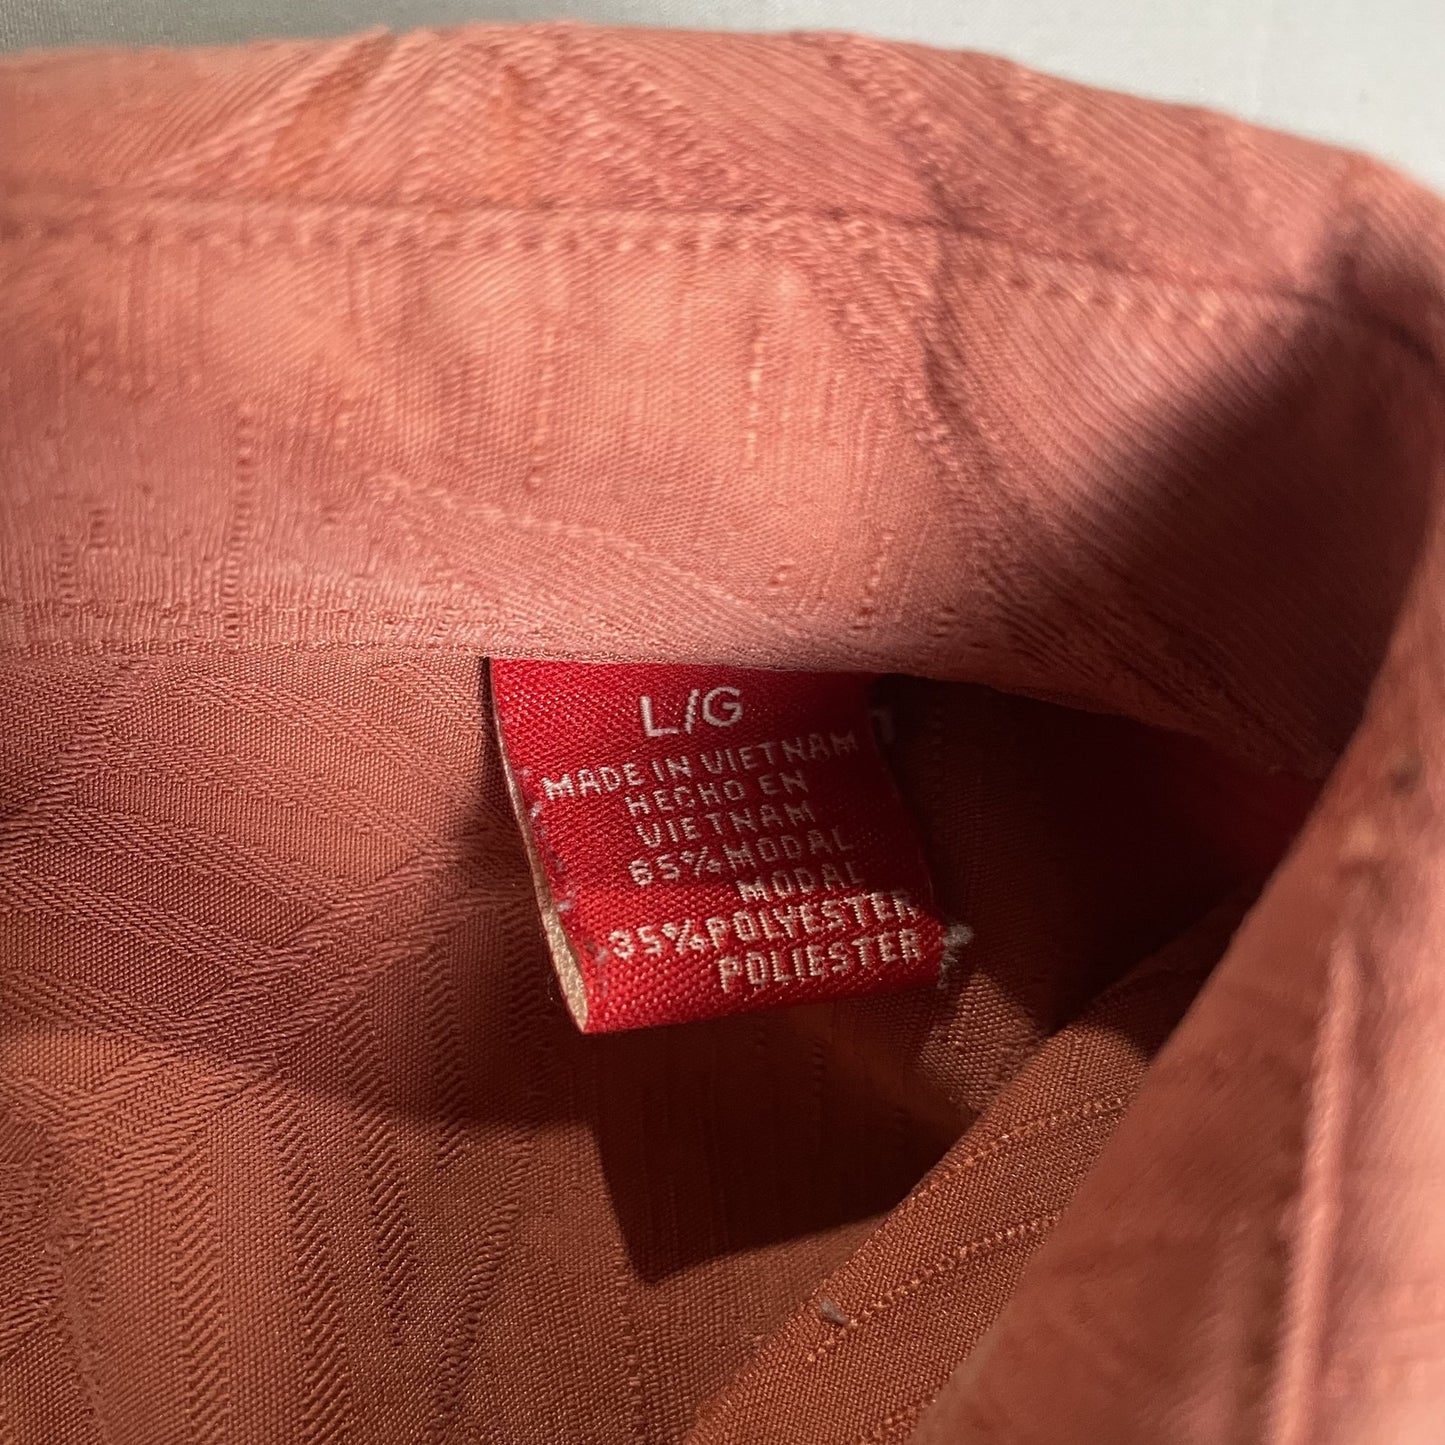 L/G
MADE IN VIETNAM
HECHO EN
VIETNAM
65% MODAL
MODAL
35% POLYESTER
POLIESTER